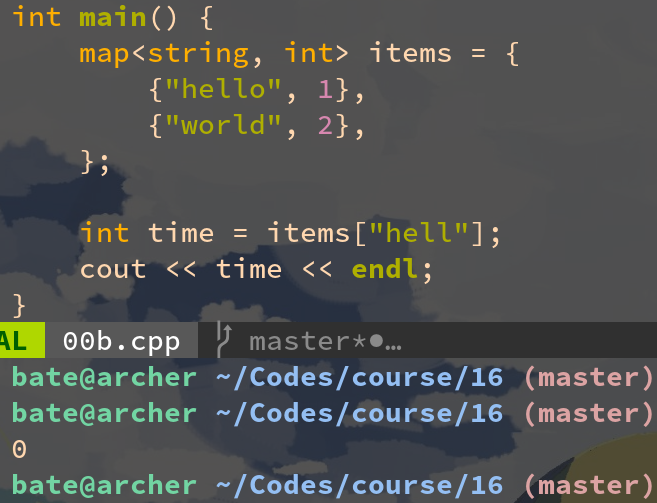 int main() {
    map<string, int> items = {
        {"hello", 1},
        {"world", 2},
    };
    int time = items["hell"];
    cout << time << endl;
}
AL 00b.cpp master*●…
bate@archer ~/Codes/course/16 (master)
bate@archer ~/Codes/course/16 (master)
0
bate@archer ~/Codes/course/16 (master)